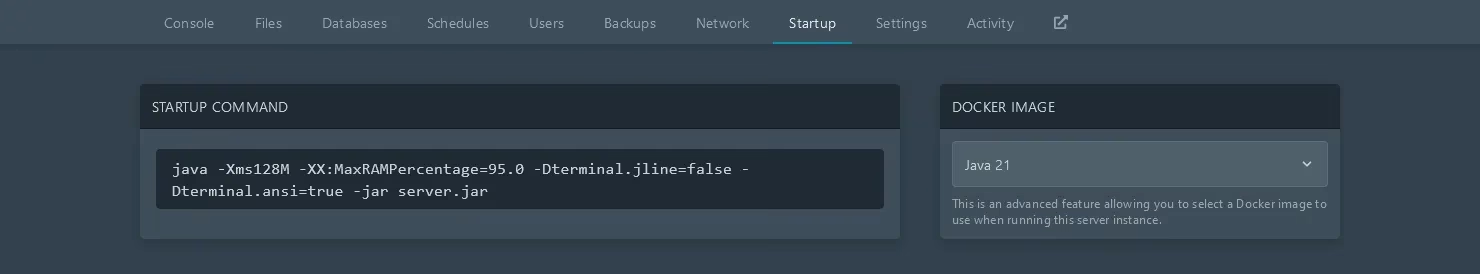 Console Files Databases Schedules Users Backups Network Startup Settings Activity
STARTUP COMMAND
java -Xms128M -XX:MaxRAMPercentage=95.0 -Dterminal.jline=false -
Dterminal.ansi=true -jar server.jar
DOCKER IMAGE
Java 21
This is an advanced feature allowing you to select a Docker image to
use when running this server instance.